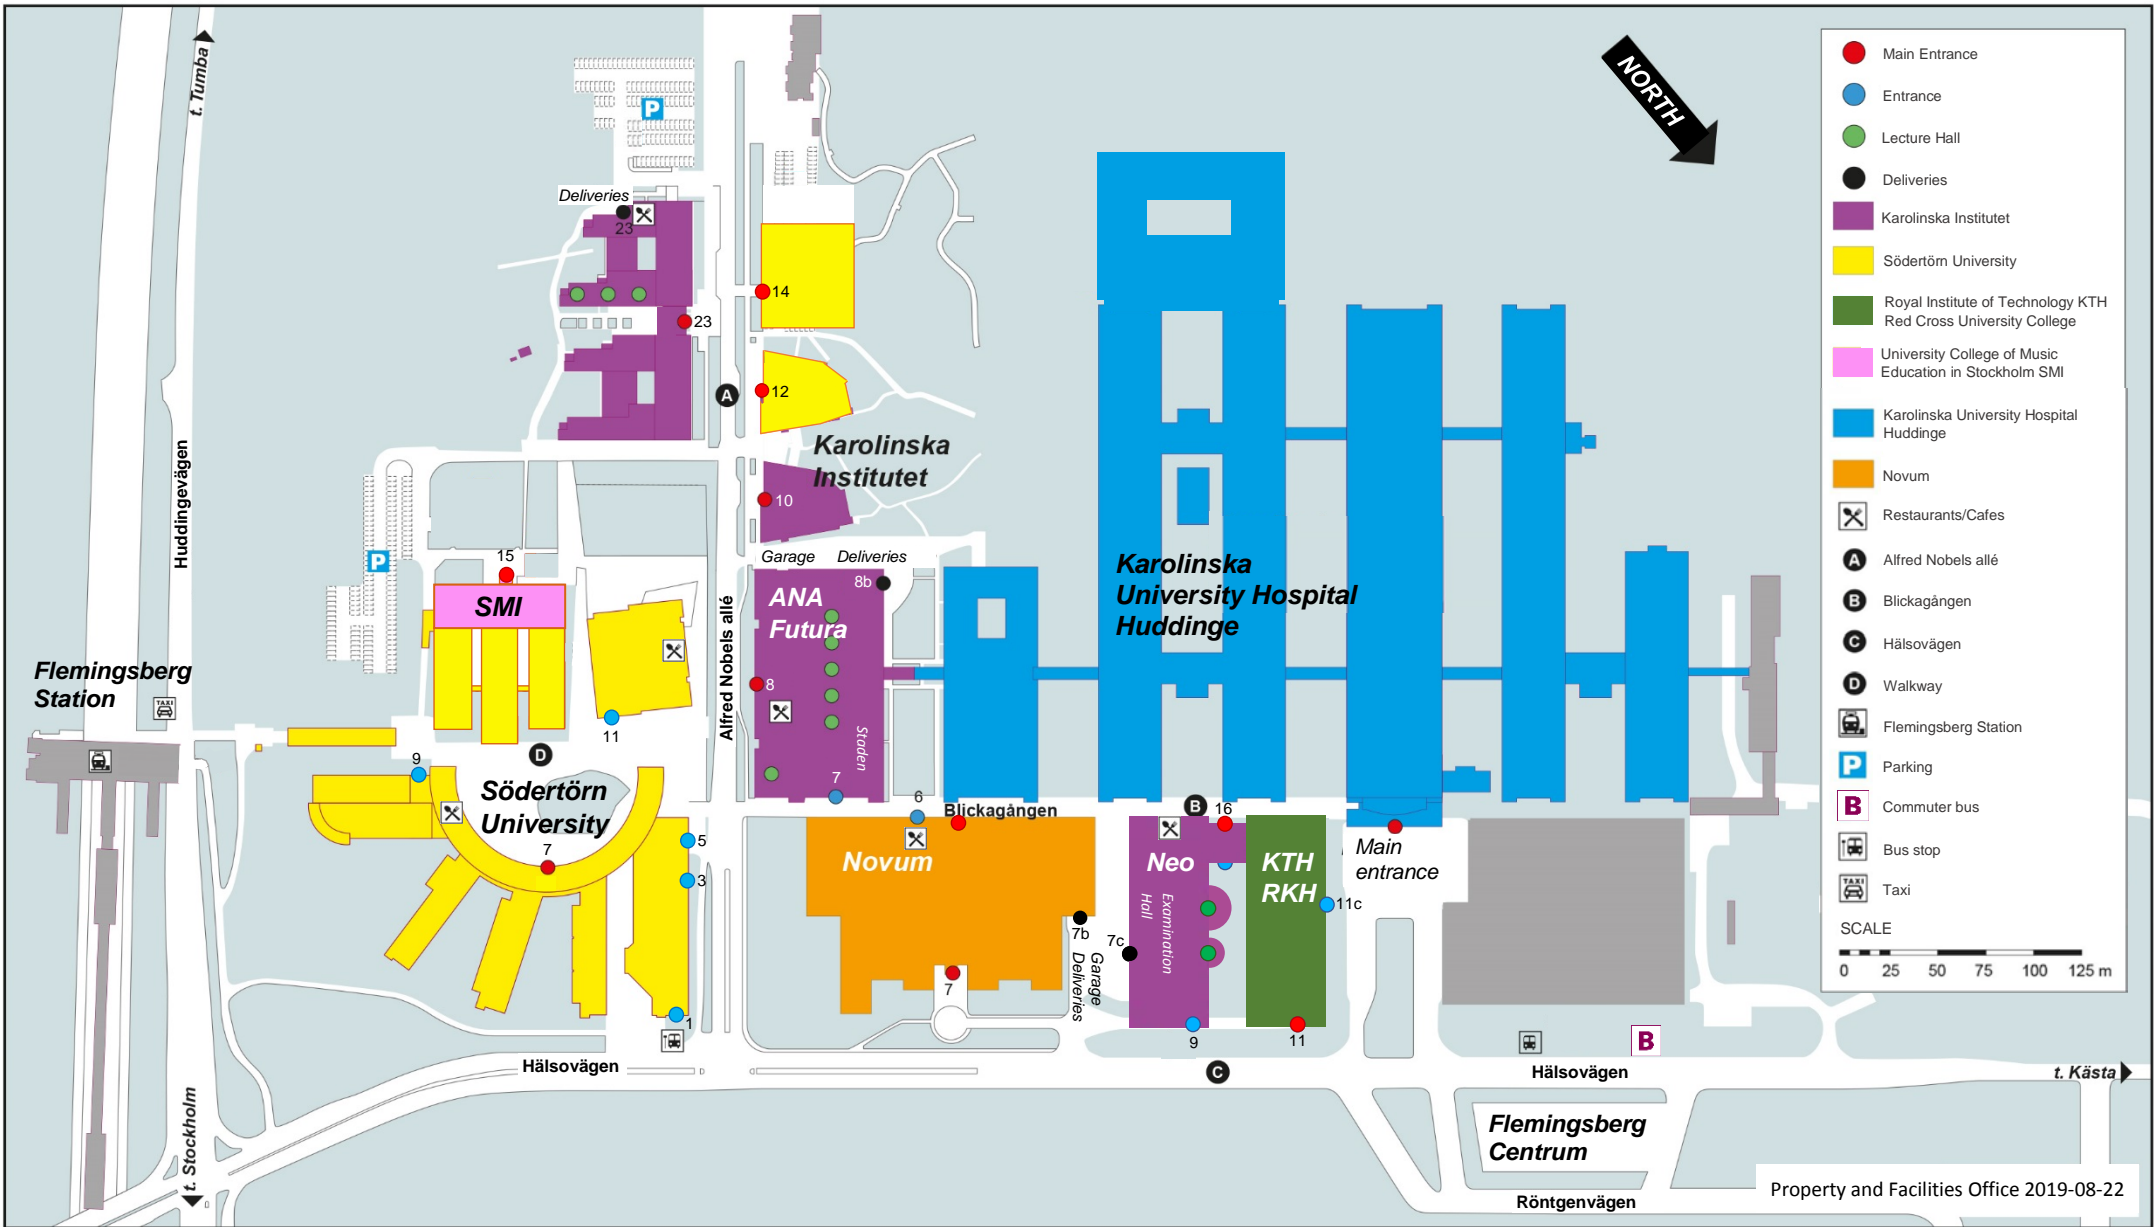 t. Tumba
Huddingevägen
t. Stockholm
Flemingsberg
Station
TAXI
P
Deliveries
23
23
14
12
A
10
Karolinska
Institutet
P
15
SMI
11
D
9
Södertörn
University
7
5
3
1
Alfred Nobels allé
Garage
Deliveries
8b
ANA
Futura
8
Staden
7
6
Blickagången
Novum
7
7b
Garage
Deliveries
7c
Karolinska
University Hospital
Huddinge
B
16
Neo
Examination
Hall
9
KTH
RKH
11c
11
Main
entrance
C
Hälsovägen
Hälsovägen
B
t. Kästa
Flemingsberg
Centrum
Röntgenvägen
NORTH
Main Entrance
Entrance
Lecture Hall
Deliveries
Karolinska Institutet
Södertörn University
Royal Institute of Technology KTH
Red Cross University College
University College of Music
Education in Stockholm SMI
Karolinska University Hospital
Huddinge
Novum
Restaurants/Cafes
A Alfred Nobels allé
B Blickagången
C Hälsovägen
D Walkway
Flemingsberg Station
P Parking
B Commuter bus
Bus stop
TAXI Taxi
SCALE
0 25 50 75 100 125 m
Property and Facilities Office 2019-08-22